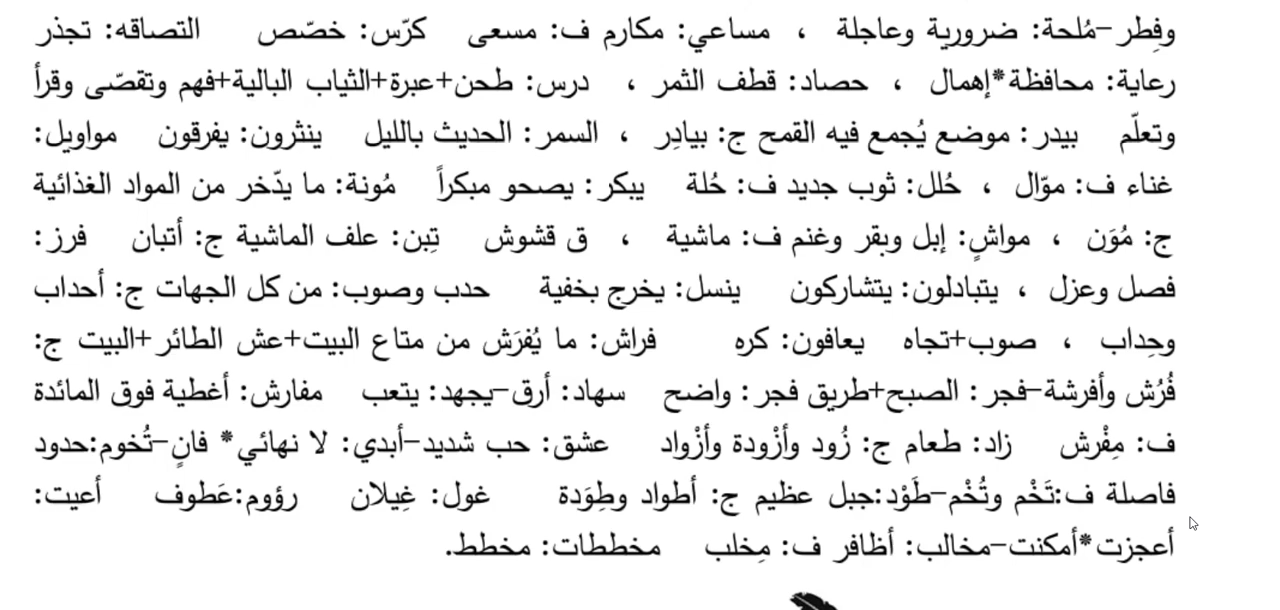 وفِطر–مُلحة: ضرورية وعاجلة ، مساعي: مكارم ف: مسعى كرّس: خصّص التصاقه: تجذر
رعاية: محافظة*إهمال ، حصاد: قطف الثمر ، درس: طحن+عبرة+الثياب البالية+فهم وتقصّى وقرأ
وتعلّم بيدر: موضع يُجمع فيه القمح ج: بيادِر ، السمر: الحديث بالليل ينثرون: يفرقون مواويل:
غناء ف: موّال ، حُلل: ثوب جديد ف: حُلة يبكر: يصحو مبكراً مُونة: ما يدّخر من المواد الغذائية
ج: مُوَن ، مواشٍ: إبل وبقر وغنم ف: ماشية ، ق قشوش تِبن: علف الماشية ج: أتبان فرز:
فصل وعزل ، يتبادلون: يتشاركون ينسل: يخرج بخفية حدب وصوب: من كل الجهات ج: أحداب
وحِداب ، صوب+تجاه يعافون: كره فراش: ما يُفرَش من متاع البيت+عش الطائر+البيت ج:
فُرُش وأفرشة–فجر: الصبح+طريق فجر: واضح سهاد: أرق–يجهد: يتعب مفارش: أغطية فوق المائدة
ف: مِفْرش زاد: طعام ج: زُود وأزْودة وأزْواد عشق: حب شديد–أبدي: لا نهائي* فانٍ–تُخوم:حدود
فاصلة ف:تَخْم وتُخْم–طَوْد:جبل عظيم ج: أطواد وطِوَدة غول: غِيلان رؤوم:عَطوف أعيت:
أعجزت*أمكنت–مخالب: أظافر ف: مِخلب مخططات: مخطط.